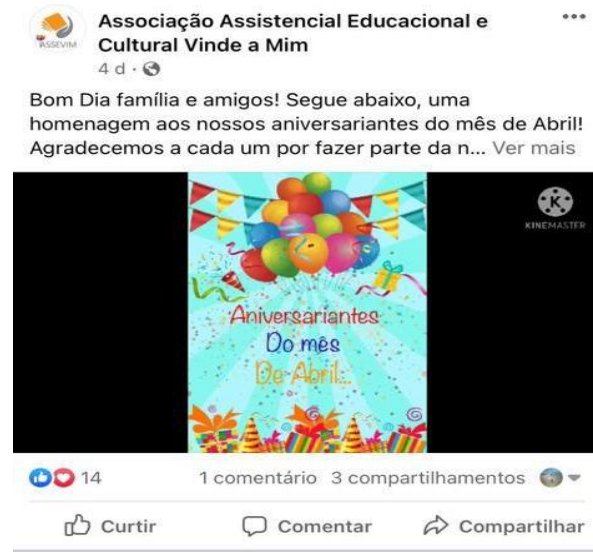 Associação Assistencial Educacional e
Cultural Vinde a Mim
ASSEVIM
4 d ·
Bom Dia família e amigos! Segue abaixo, uma
homenagem aos nossos aniversariantes do mês de Abril!
Agradecemos a cada um por fazer parte da n... Ver mais
K
KINEMASTER
Aniversariantes
Do mês
De Abril...
14
1 comentário 3 compartilhamentos
Curtir Comentar Compartilhar